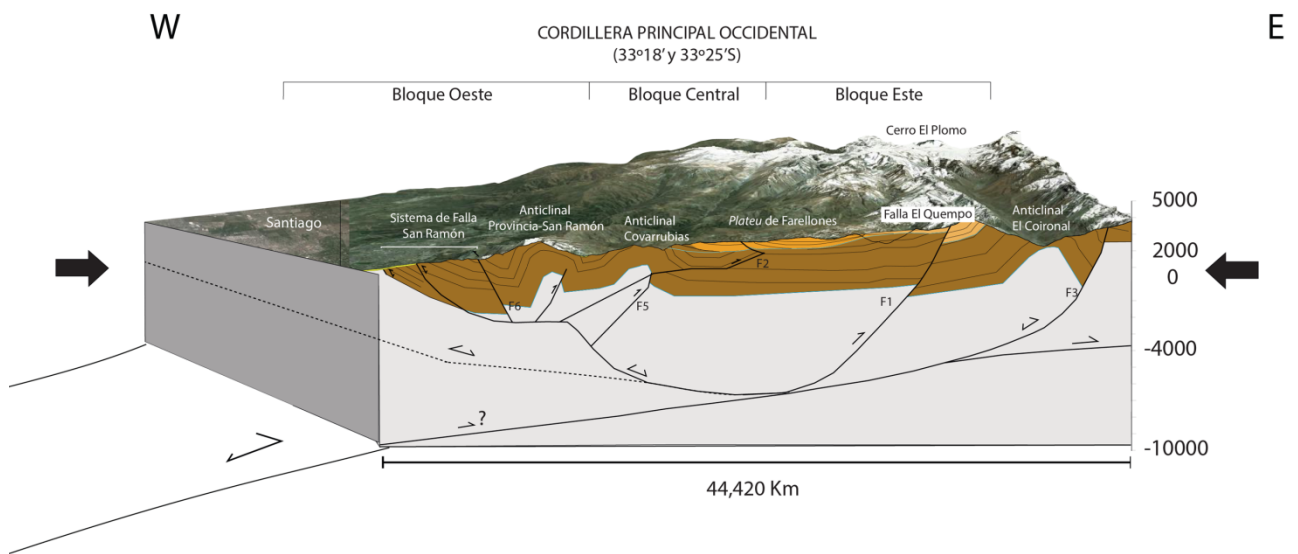 W
E
CORDILLERA PRINCIPAL OCCIDENTAL
(33º18' y 33º25'S)
Bloque Oeste
Bloque Central
Bloque Este
Cerro El Plomo
Santiago
Sistema de Falla
San Ramón
Anticlinal
Provincia-San Ramón
Anticlinal
Covarrubias
Plateu de Farellones
Falla El Quempo
Anticlinal
El Coironal
5000
2000
0
-4000
-10000
F2
F6
F5
F1
F3
?
44,420 Km